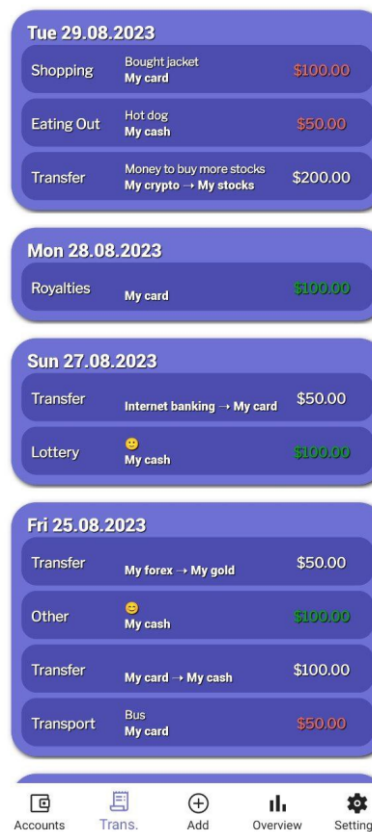 Tue 29.08.2023
Shopping
Bought jacket
My card
$100.00
Eating Out
Hot dog
My cash
$50.00
Transfer
Money to buy more stocks
My crypto → My stocks
$200.00
Mon 28.08.2023
Royalties
My card
$100.00
Sun 27.08.2023
Transfer
Internet banking → My card
$50.00
Lottery
🙂
My cash
$100.00
Fri 25.08.2023
Transfer
My forex → My gold
$50.00
Other
😊
My cash
$100.00
Transfer
My card → My cash
$100.00
Transport
Bus
My card
$50.00
Accounts
Trans.
Add
Overview
Setting